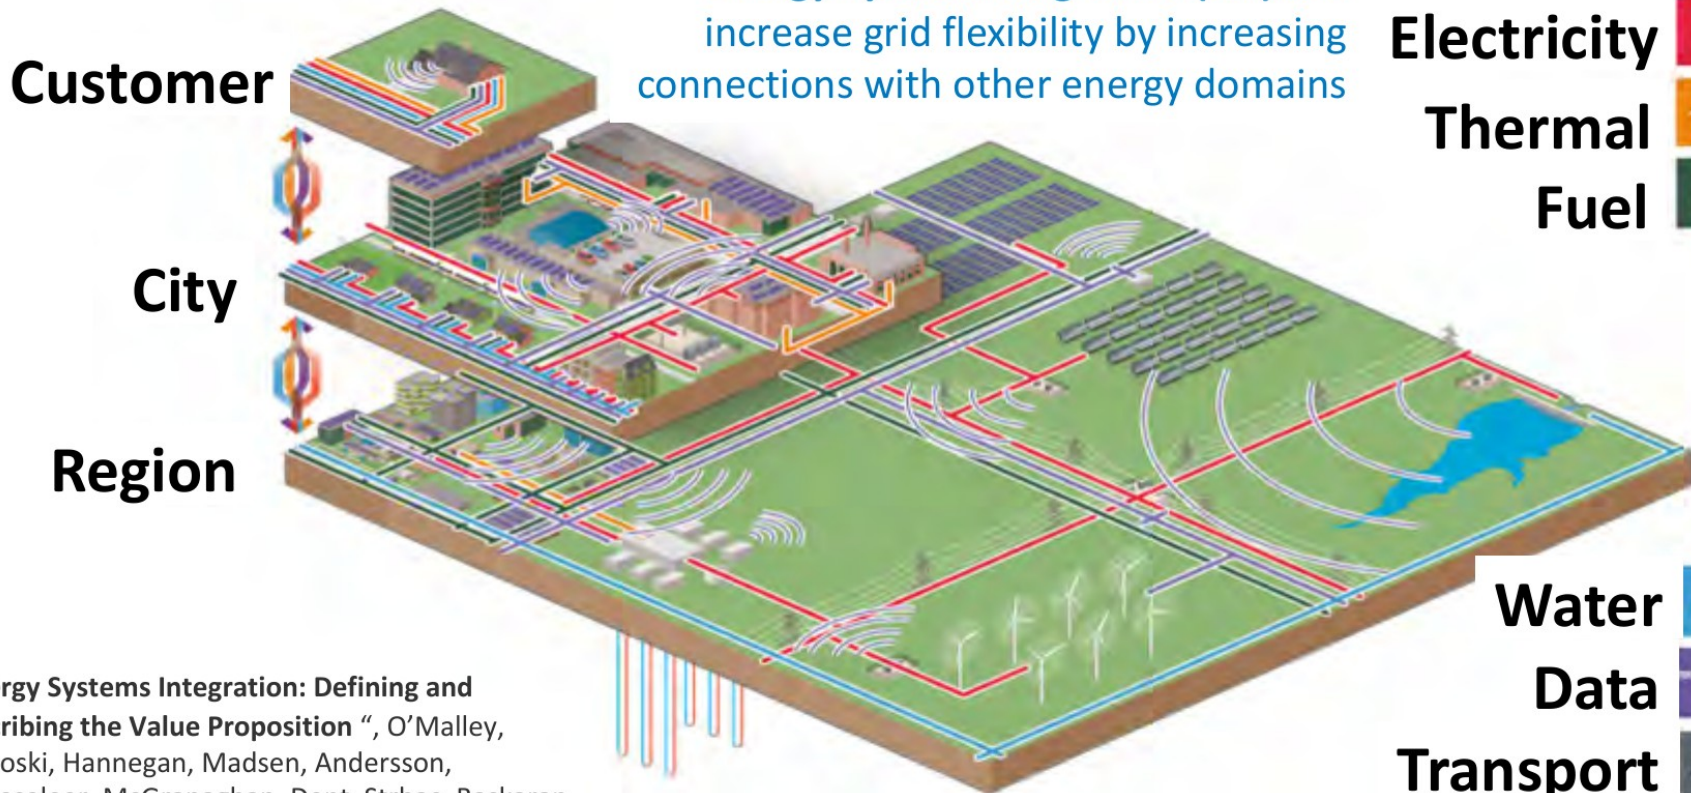 increase grid flexibility by increasing
connections with other energy domains
Customer
City
Region
Electricity
Thermal
Fuel
Water
Data
Transport
rgy Systems Integration: Defining and
ribing the Value Proposition “, O’Malley,
oski, Hannegan, Madsen, Andersson,